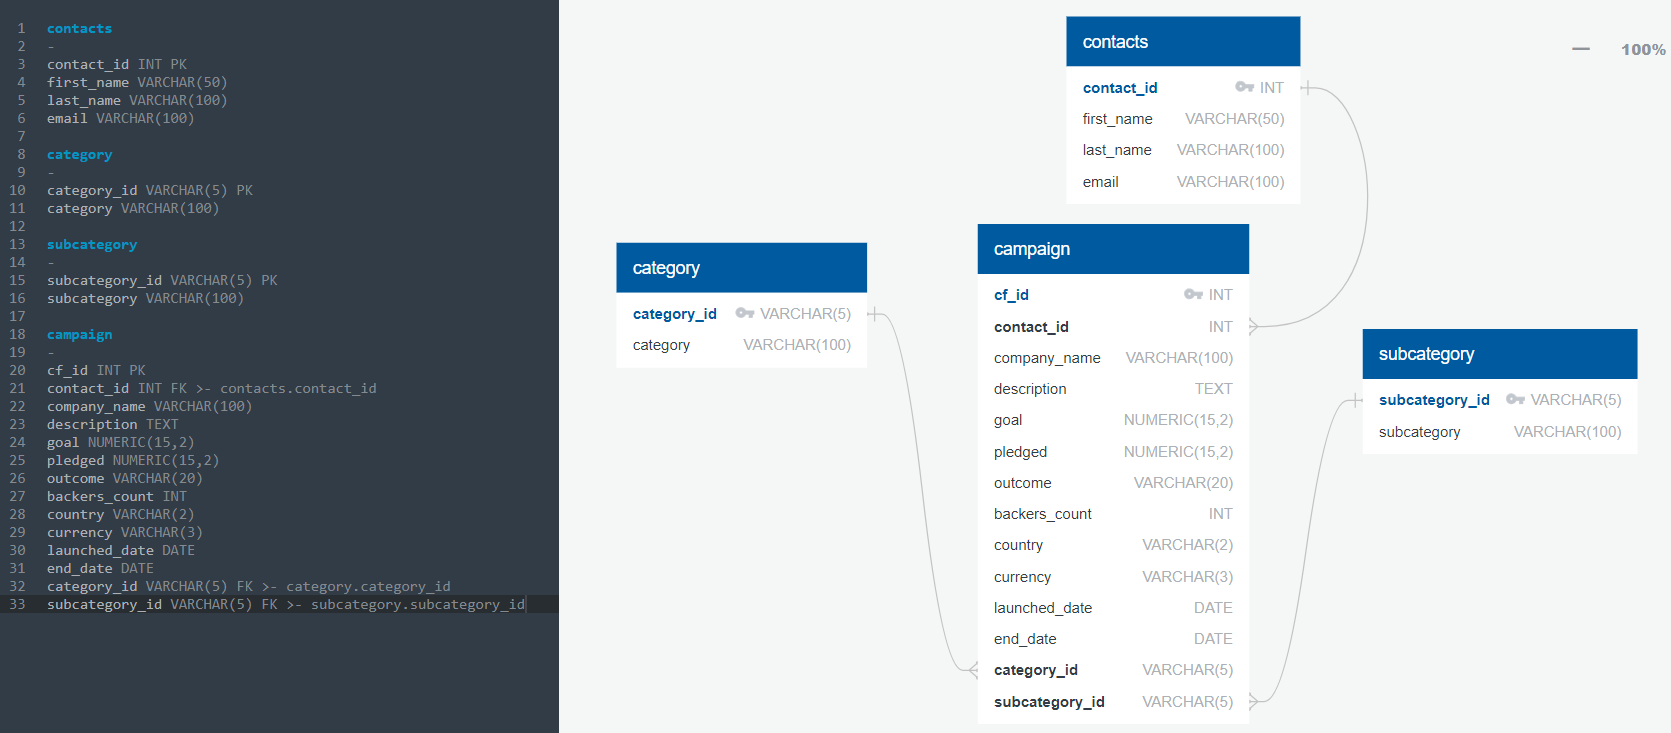 1 contacts
2 -
3 contact_id INT PK
4 first_name VARCHAR(50)
5 last_name VARCHAR(100)
6 email VARCHAR(100)
7
8 category
9 -
10 category_id VARCHAR(5) PK
11 category VARCHAR(100)
12
13 subcategory
14 -
15 subcategory_id VARCHAR(5) PK
16 subcategory VARCHAR(100)
17
18 campaign
19 -
20 cf_id INT PK
21 contact_id INT FK >- contacts.contact_id
22 company_name VARCHAR(100)
23 description TEXT
24 goal NUMERIC(15,2)
25 pledged NUMERIC(15,2)
26 outcome VARCHAR(20)
27 backers_count INT
28 country VARCHAR(2)
29 currency VARCHAR(3)
30 launched_date DATE
31 end_date DATE
32 category_id VARCHAR(5) FK >- category.category_id
33 subcategory_id VARCHAR(5) FK >- subcategory.subcategory_id
contacts
contact_id INT
first_name VARCHAR(50)
last_name VARCHAR(100)
email VARCHAR(100)
100%
category
category_id VARCHAR(5)
category VARCHAR(100)
campaign
cf_id INT
contact_id INT
company_name VARCHAR(100)
description TEXT
goal NUMERIC(15,2)
pledged NUMERIC(15,2)
outcome VARCHAR(20)
backers_count INT
country VARCHAR(2)
currency VARCHAR(3)
launched_date DATE
end_date DATE
category_id VARCHAR(5)
subcategory_id VARCHAR(5)
subcategory
subcategory_id VARCHAR(5)
subcategory VARCHAR(100)